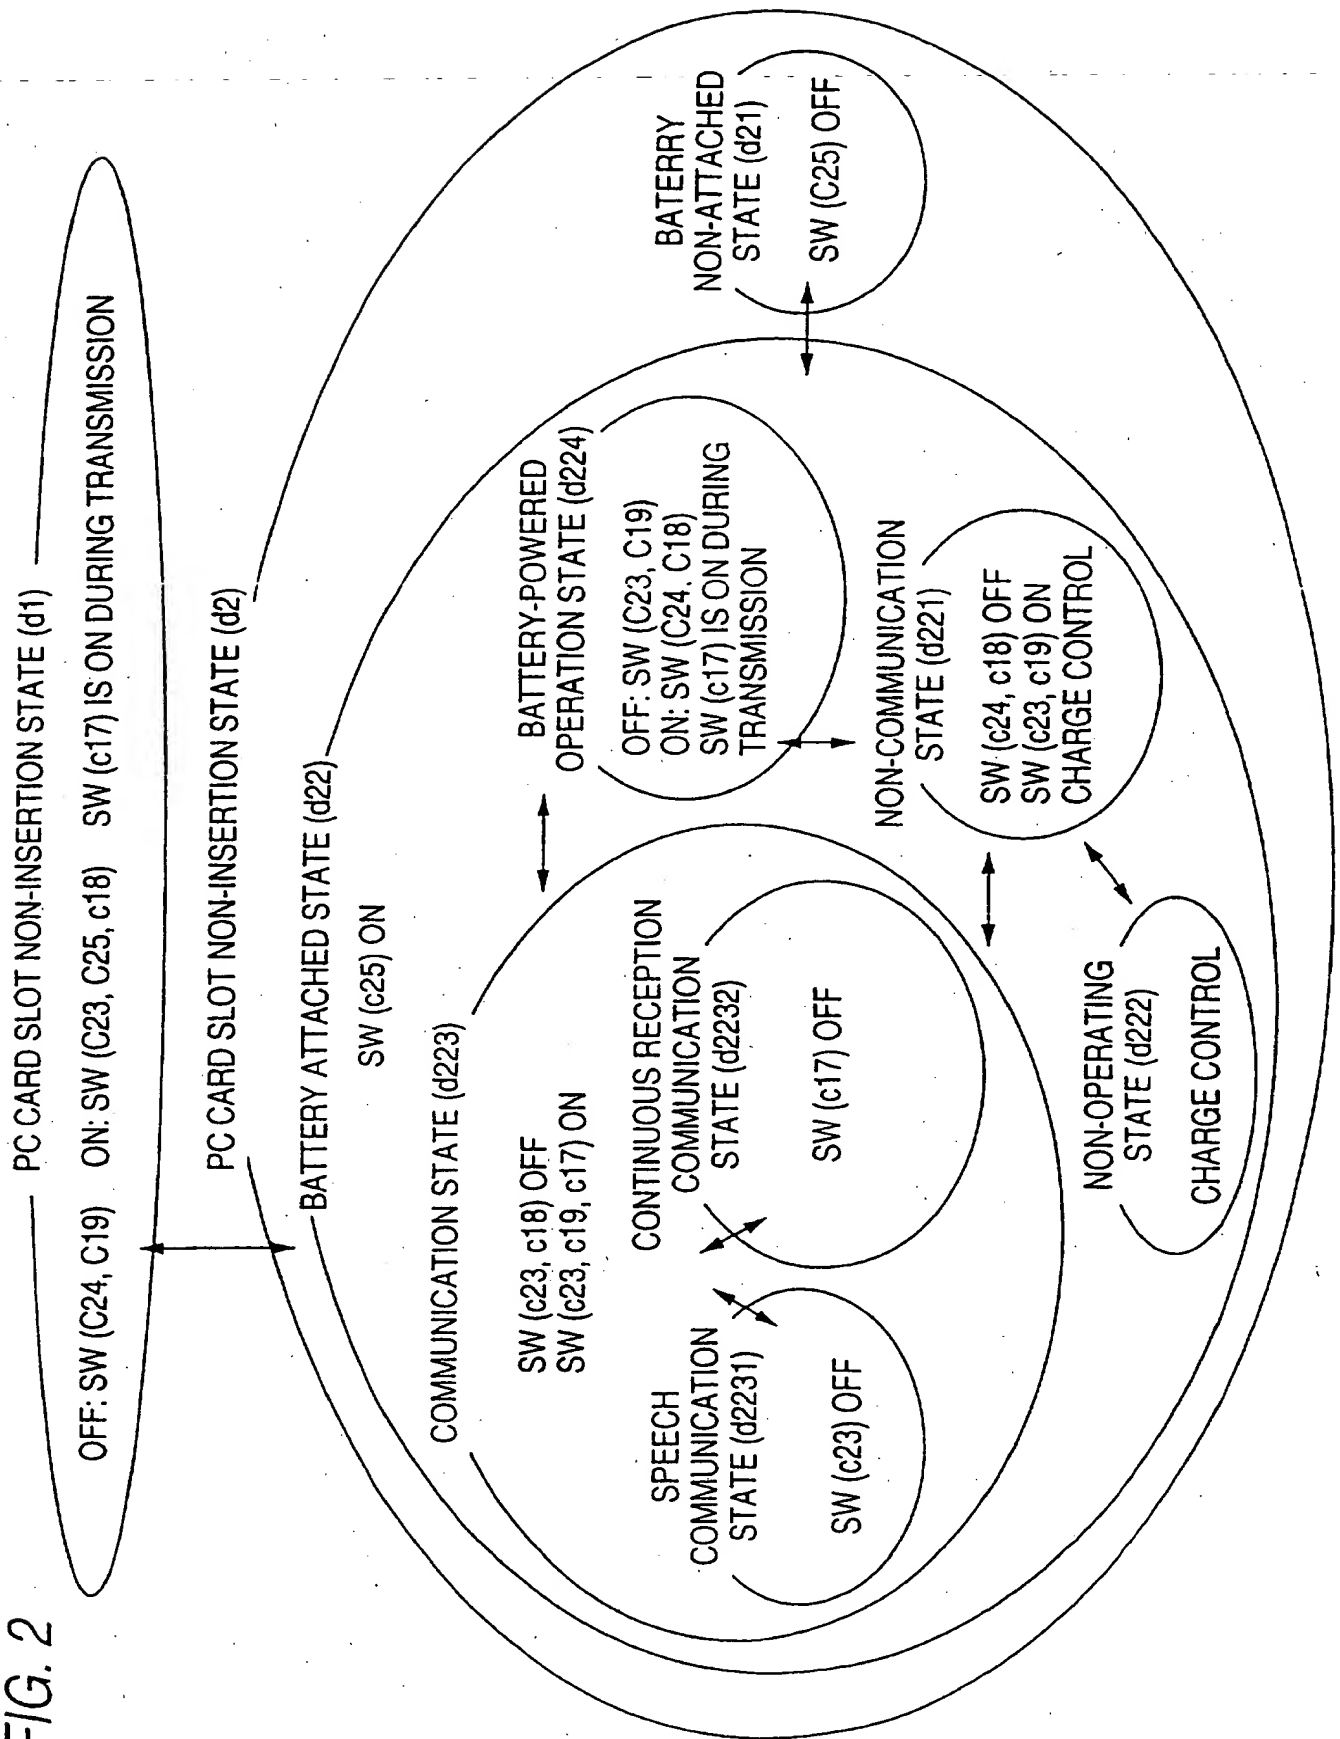 FIG. 2
PC CARD SLOT NON-INSERTION STATE (d1)
OFF: SW (C24, C19) ON: SW (C23, C25, c18) SW (c17) IS ON DURING TRANSMISSION
PC CARD SLOT NON-INSERTION STATE (d2)
BATTERY ATTACHED STATE (d22)
SW (c25) ON
COMMUNICATION STATE (d223)
SW (c23, c18) OFF
SW (c23, c19, c17) ON
SPEECH
COMMUNICATION
STATE (d2231)
SW (c23) OFF
CONTINUOUS RECEPTION
COMMUNICATION
STATE (d2232)
SW (c17) OFF
BATTERY-POWERED
OPERATION STATE (d224)
OFF: SW (C23, C19)
ON: SW (C24. C18)
SW (c17) IS ON DURING
TRANSMISSION
NON-COMMUNICATION
STATE (d221)
SW (c24, c18) OFF
SW (c23, c19) ON
CHARGE CONTROL
NON-OPERATING
STATE (d222)
CHARGE CONTROL
BATERRY
NON-ATTACHED
STATE (d21)
SW (C25) OFF